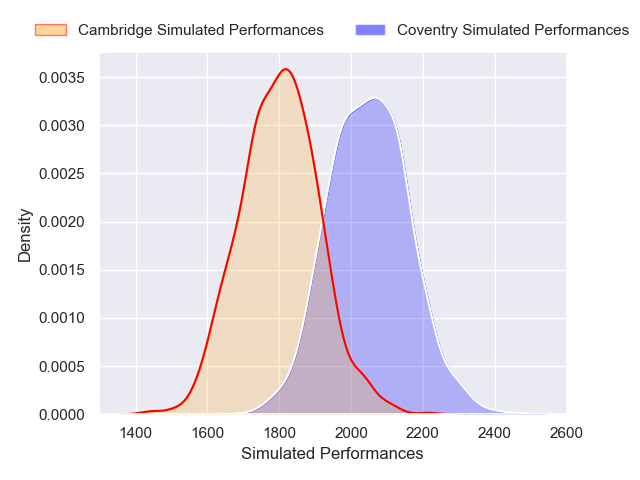 Cambridge Simulated Performances Coventry Simulated Performances
0.0035
0.0030
0.0025
0.0020
0.0015
0.0010
0.0005
0.0000
Density
1400 1600 1800 2000 2200 2400 2600
Simulated Performances